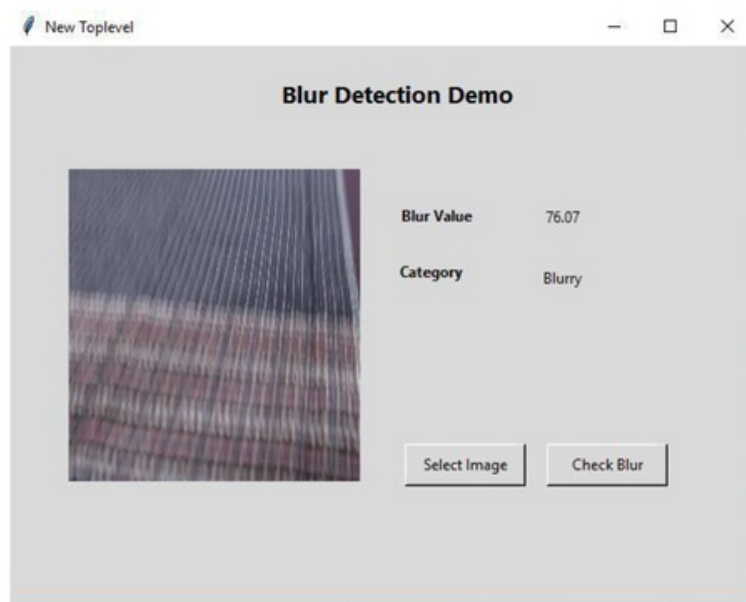 New Toplevel
Blur Detection Demo
Blur Value 76.07
Category Blurry
Select Image Check Blur